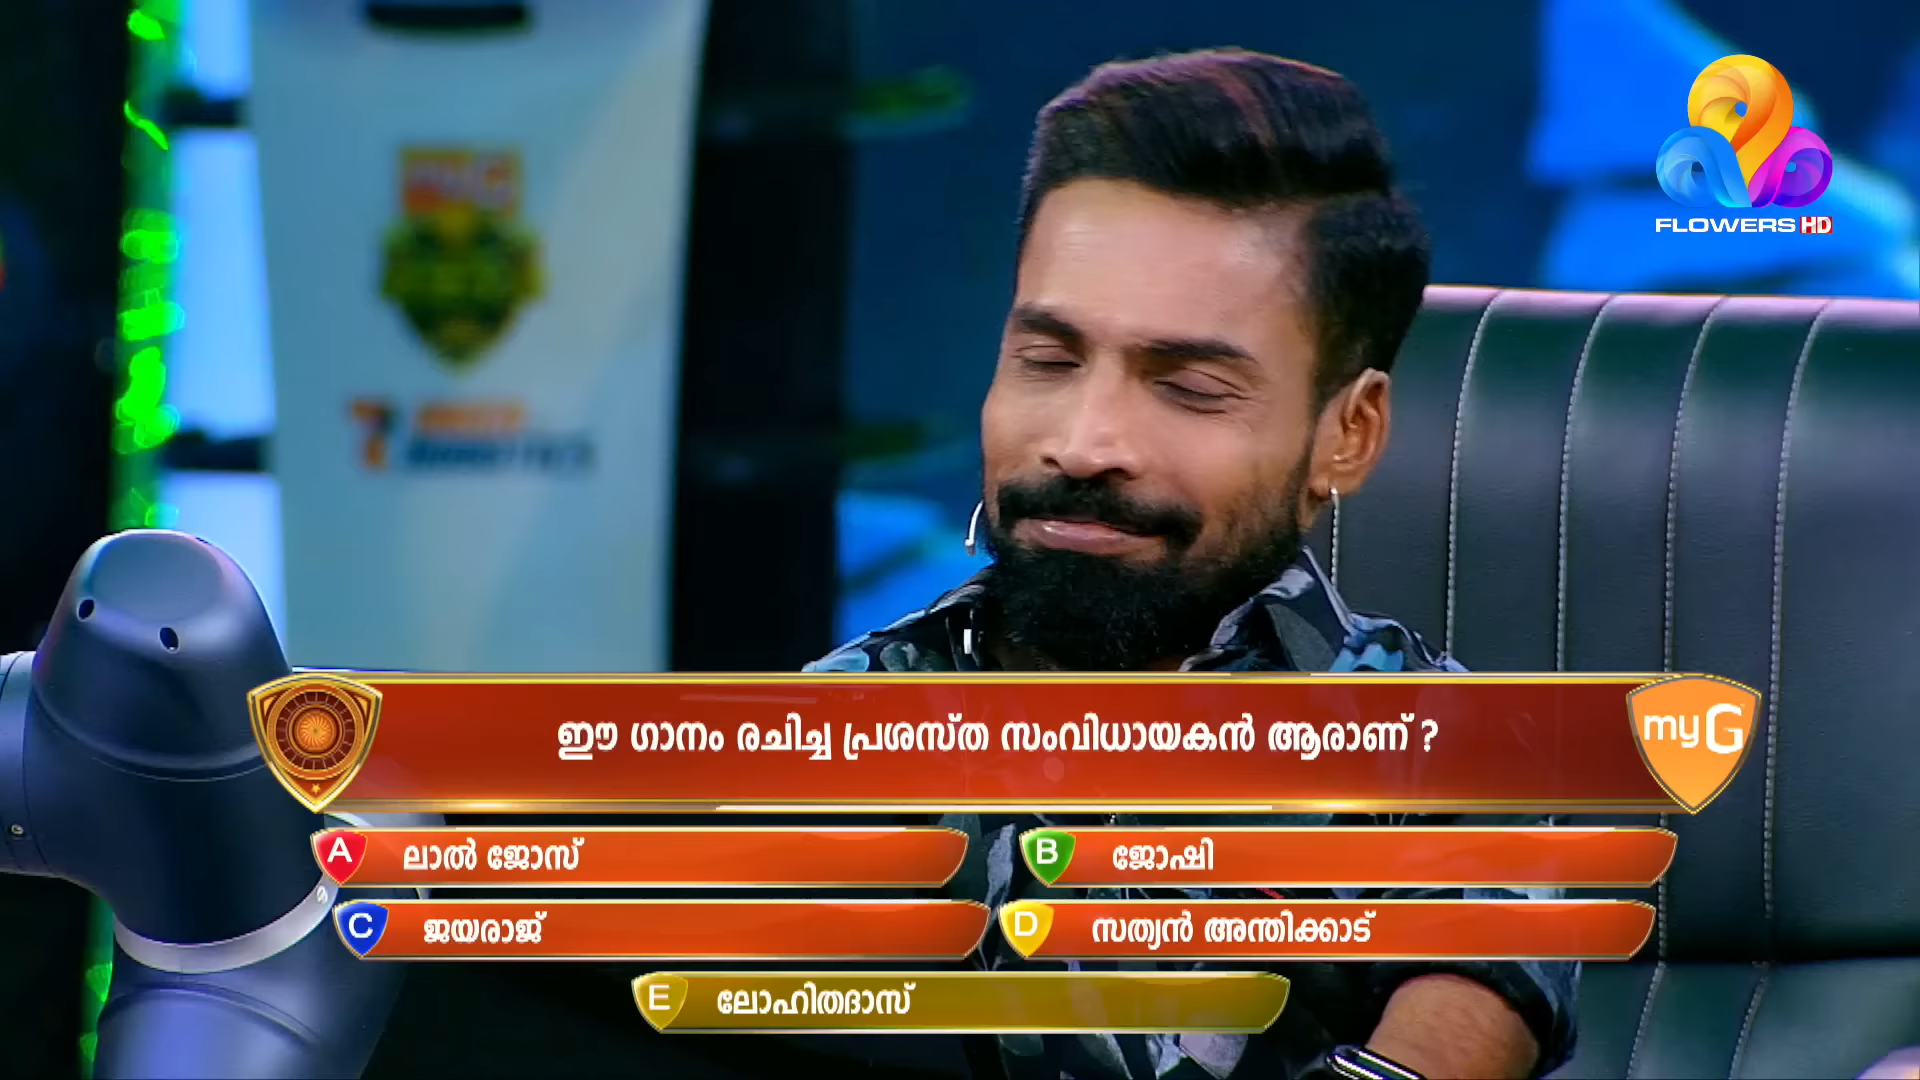 FLOWERS HD
ഈ ഗാനം രചിച്ച പ്രശസ്ത സംവിധായകൻ ആരാണ് ?
myG
A ലാൽ ജോസ്
B ജോഷി
C ജയരാജ്
D സത്യൻ അന്തിക്കാട്
E ലോഹിതദാസ്